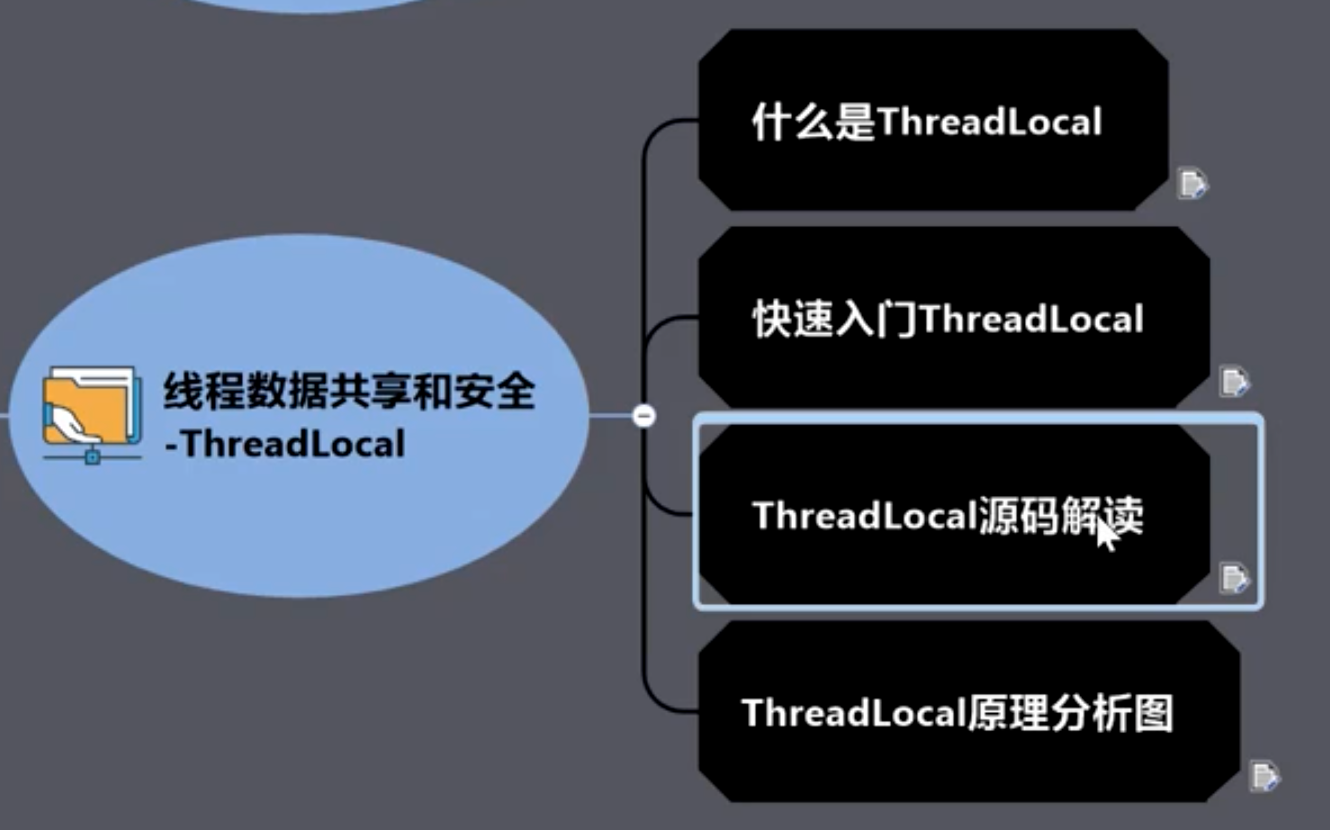 什么是ThreadLocal
快速入门ThreadLocal
线程数据共享和安全
-ThreadLocal
ThreadLocal源码解读
ThreadLocal原理分析图